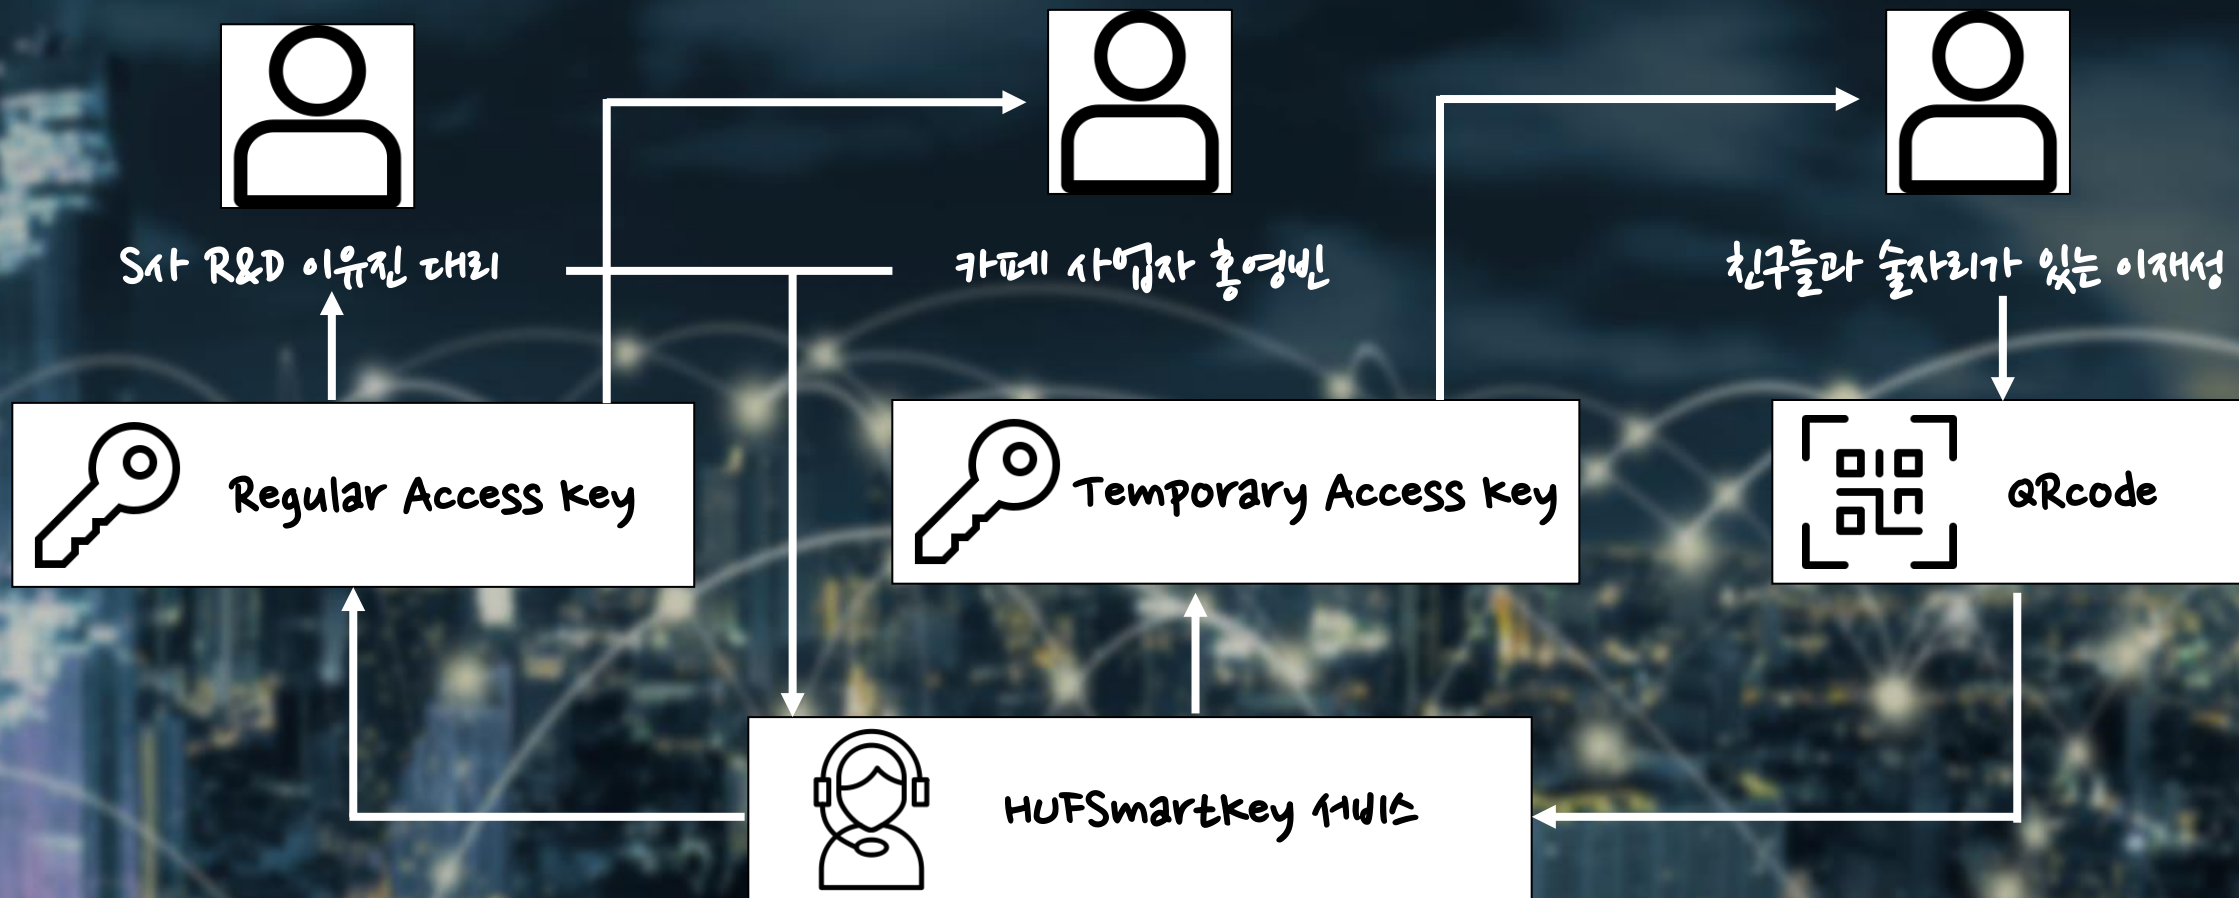 S사 R&D 이유진 대리
카페 사업자 홍영빈
친구들과 술자리가 있는 이재성
Regular Access Key
Temporary Access Key
QRcode
HUFSmartKey 서비스